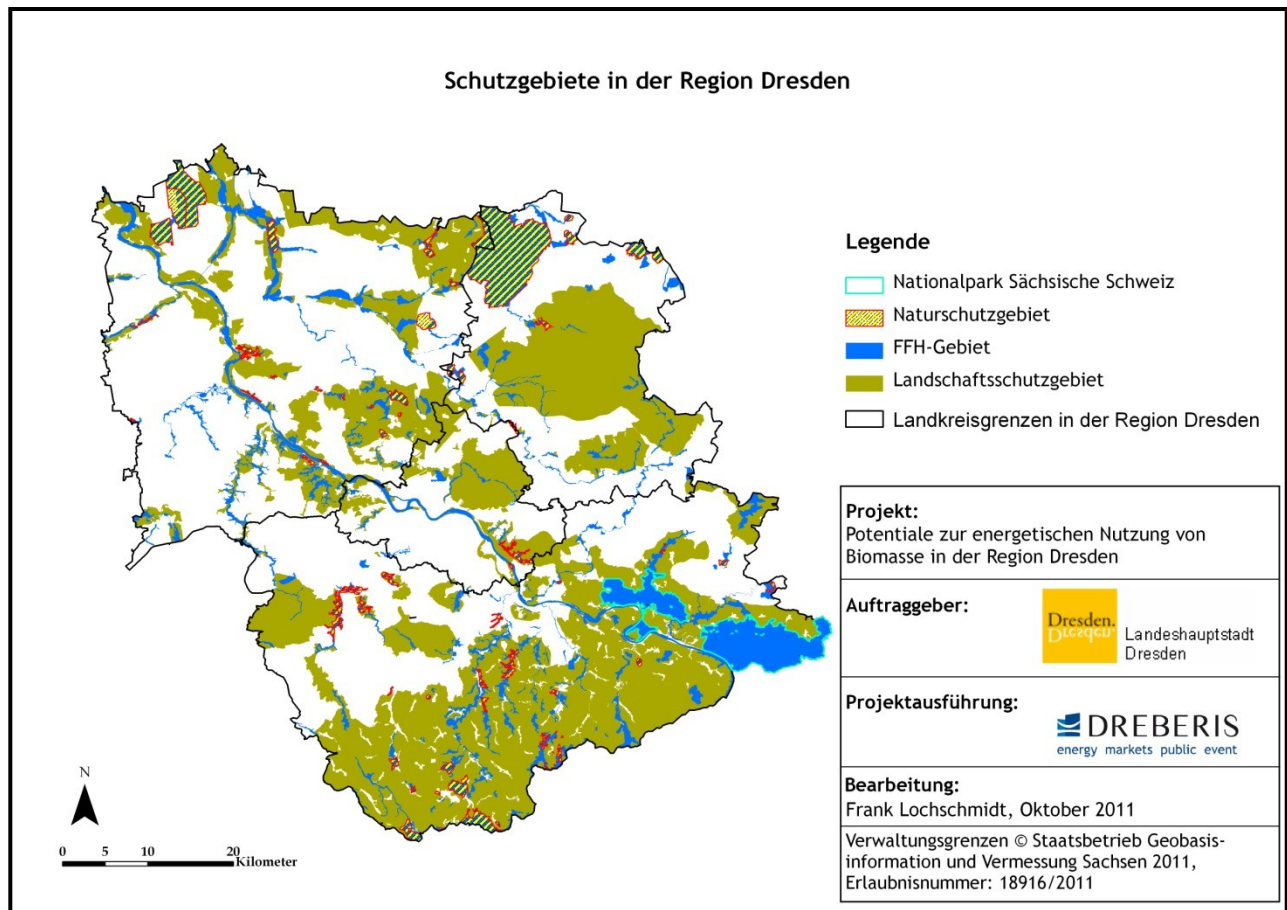 Schutzgebiete in der Region Dresden
Legende
Nationalpark Sächsische Schweiz
Naturschutzgebiet
FFH-Gebiet
Landschaftsschutzgebiet
Landkreisgrenzen in der Region Dresden
Projekt:
Potentiale zur energetischen Nutzung von
Biomasse in der Region Dresden
Auftraggeber:
Dresden.
Dresden.
Landeshauptstadt
Dresden
Projektausführung:
DREBERIS
energy markets public event
Bearbeitung:
Frank Lochschmidt, Oktober 2011
Verwaltungsgrenzen © Staatsbetrieb Geobasis-
information und Vermessung Sachsen 2011,
Erlaubnisnummer: 18916/2011
N
0 5 10 20
Kilometer